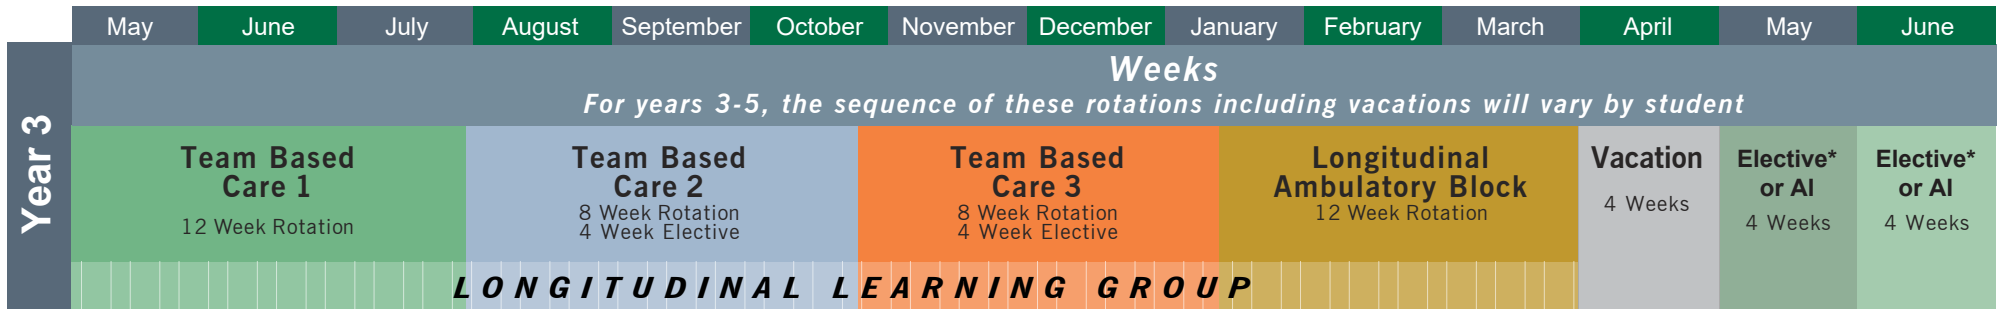 May June July August September October November December January February March April May June
Weeks
For years 3-5, the sequence of these rotations including vacations will vary by student
Year 3
Team Based
Care 1
12 Week Rotation
Team Based
Care 2
8 Week Rotation
4 Week Elective
Team Based
Care 3
8 Week Rotation
4 Week Elective
Longitudinal
Ambulatory Block
12 Week Rotation
Vacation
4 Weeks
Elective*
or AI
4 Weeks
Elective*
or AI
4 Weeks
LONGITUDINAL LEARNING GROUP